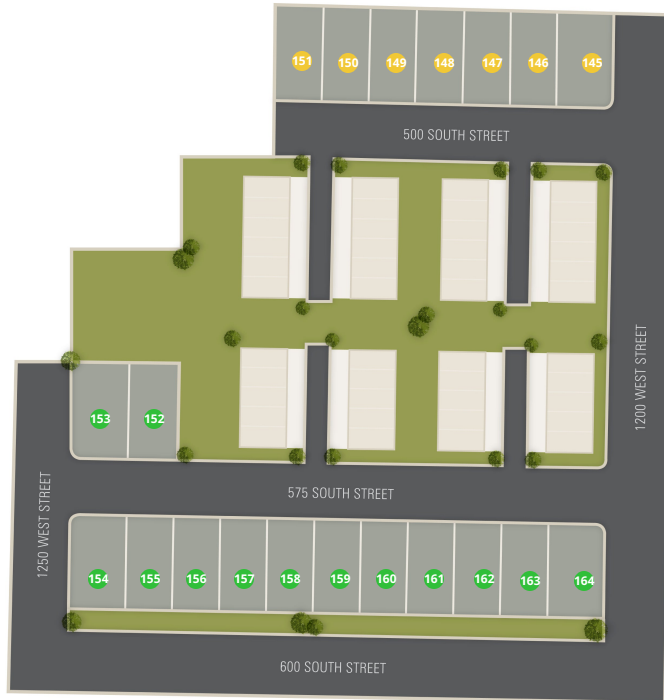 151 150 149 148 147 146 145
500 SOUTH STREET
1200 WEST STREET
153 152
1250 WEST STREET
575 SOUTH STREET
154 155 156 157 158 159 160 161 162 163 164
600 SOUTH STREET